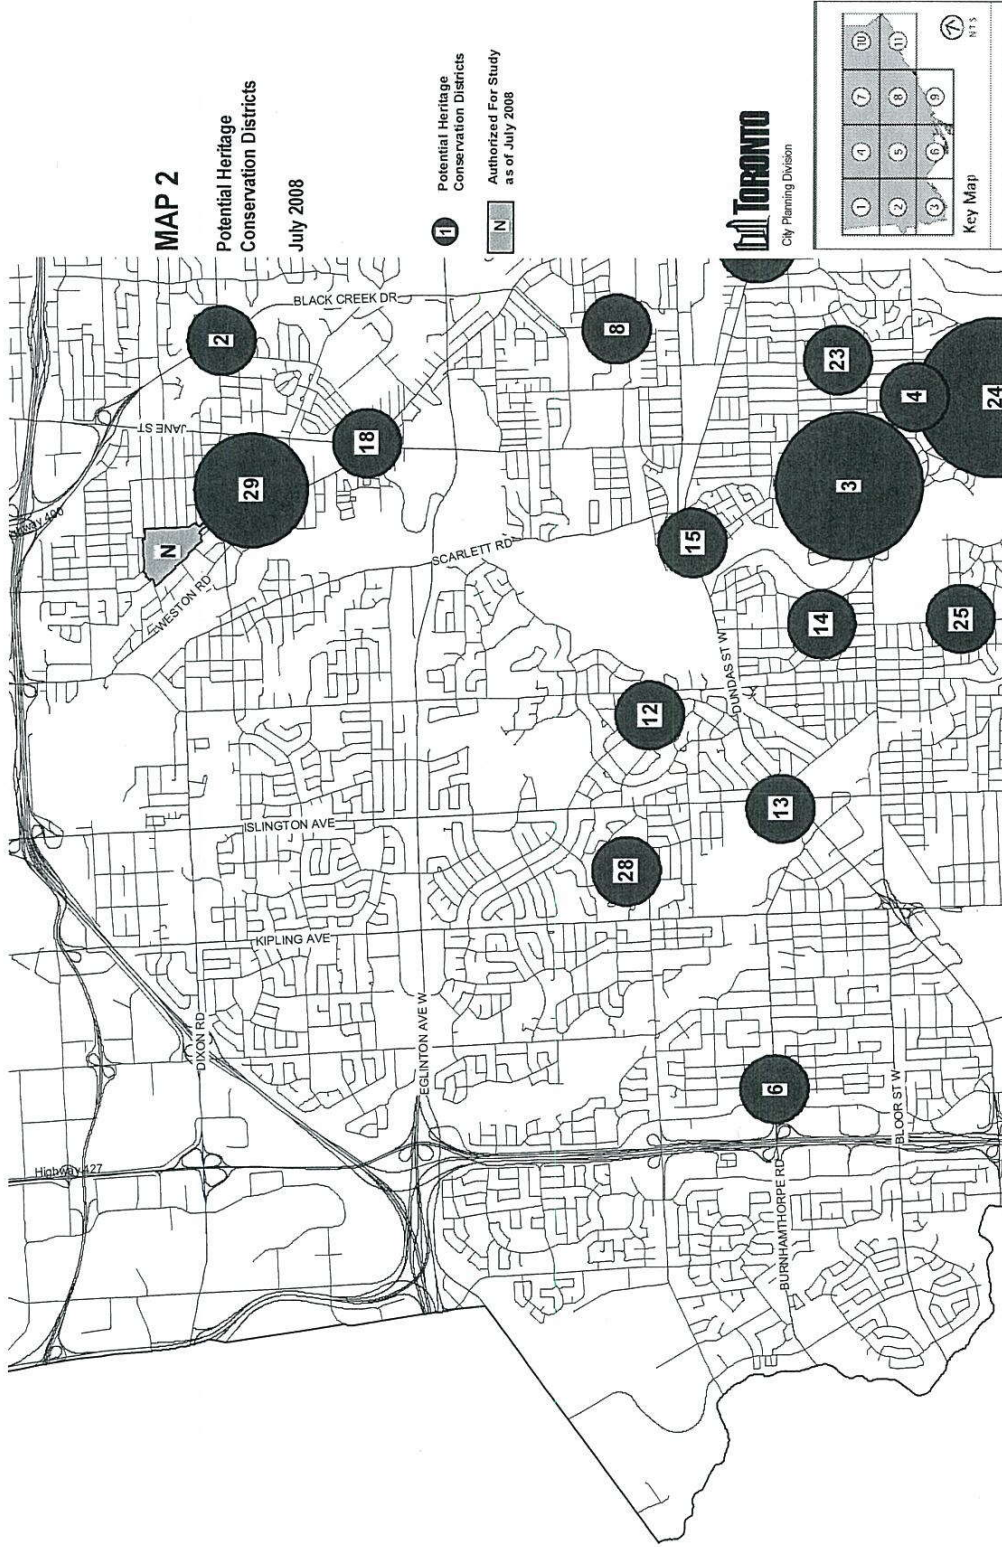 MAP 2
Potential Heritage
Conservation Districts
July 2008
1
Potential Heritage
Conservation Districts
N
Authorized For Study
as of July 2008
TORONTO
City Planning Division
1
4
7
10
2
5
8
11
3
6
9
Key Map
NTS
Highway 427
DIXON RD
KIPLING AVE
ISLINGTON AVE
WESTON RD
N
29
JANE ST
2
BLACK CREEK DR
18
EGLINTON AVE W
SCARLETT RD
28
12
15
8
BURNHAMTHORPE RD
6
13
DUNDAS ST W
14
3
23
4
BLOOR ST W
25
24